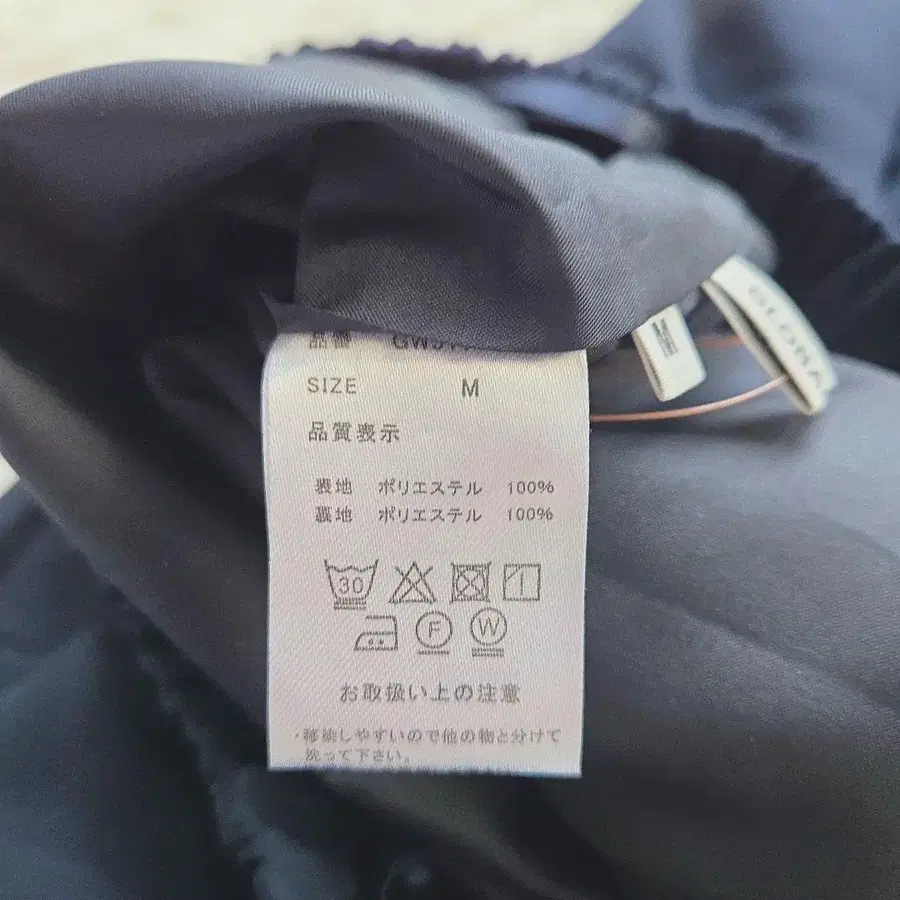 品番
SIZE M
品質表示
表地 ポリエステル 100%
裏地 ポリエステル 100%
30
F W
お取扱い上の注意
・移染しやすいので他の物と分けて
洗って下さい。